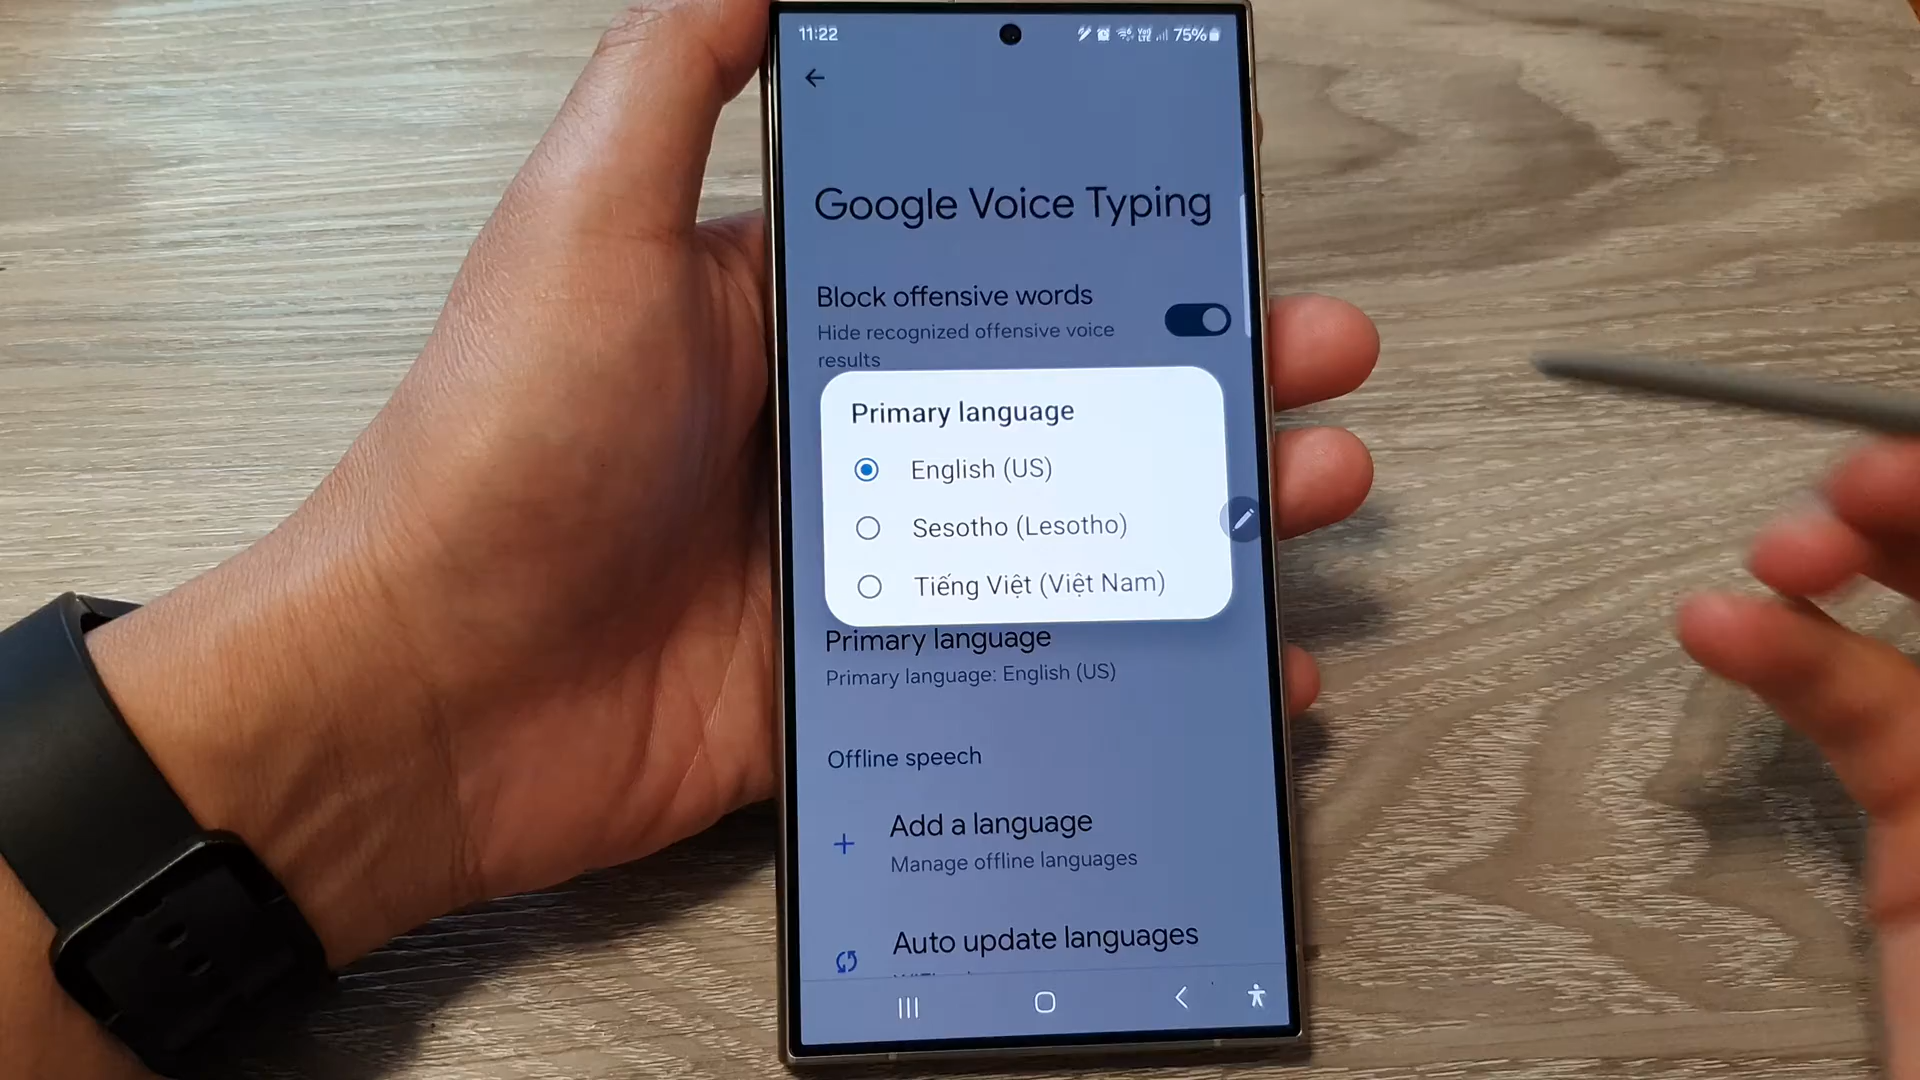 11:22
75%
Google Voice Typing
Block offensive words
Hide recognized offensive voice
results
Primary language
English (US)
Sesotho (Lesotho)
Tiếng Việt (Việt Nam)
Primary language
Primary language: English (US)
Offline speech
Add a language
Manage offline languages
Auto update languages